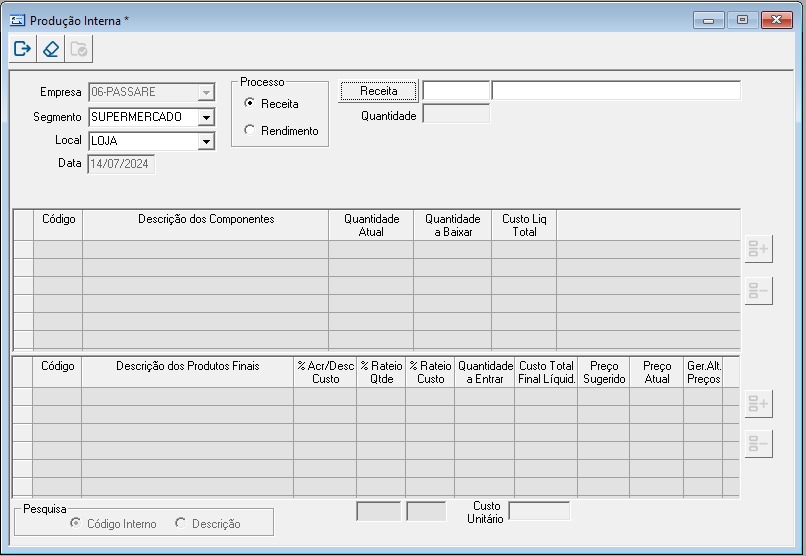 Produção Interna *
Empresa 06-PASSARE
Segmento SUPERMERCADO
Local LOJA
Data 14/07/2024
Processo
Receita
Rendimento
Receita
Quantidade
Código
Descrição dos Componentes
Quantidade
Atual
Quantidade
a Baixar
Custo Liq
Total
Código
Descrição dos Produtos Finais
% Acr/Desc
Custo
% Rateio
Qtde
% Rateio
Custo
Quantidade
a Entrar
Custo Total
Final Líquid.
Preço
Sugerido
Preço
Atual
Ger.Alt.
Preços
Pesquisa
Código Interno
Descrição
Custo
Unitário